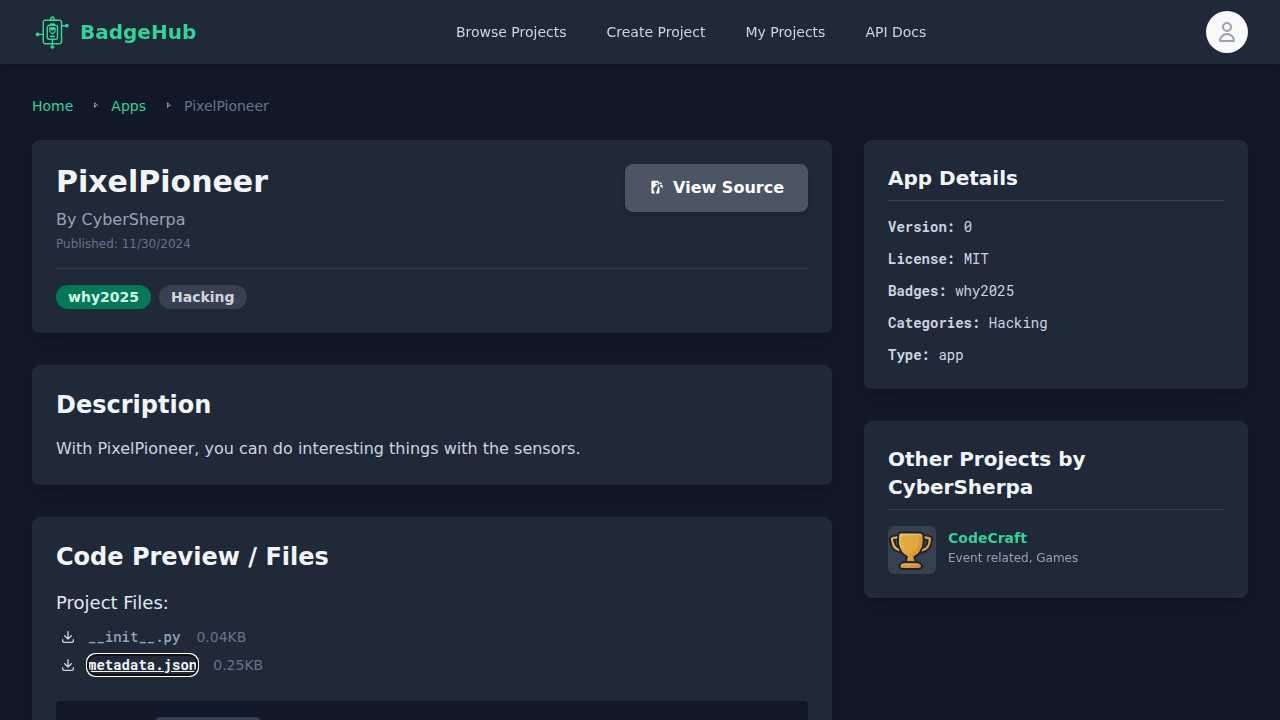 BadgeHub
Browse Projects
Create Project
My Projects
API Docs
Home
Apps
PixelPioneer
PixelPioneer
View Source
By CyberSherpa
Published: 11/30/2024
why2025
Hacking
Description
With PixelPioneer, you can do interesting things with the sensors.
Code Preview / Files
Project Files:
__init__.py 0.04KB
metadata.json 0.25KB
App Details
Version: 0
License: MIT
Badges: why2025
Categories: Hacking
Type: app
Other Projects by
CyberSherpa
CodeCraft
Event related, Games